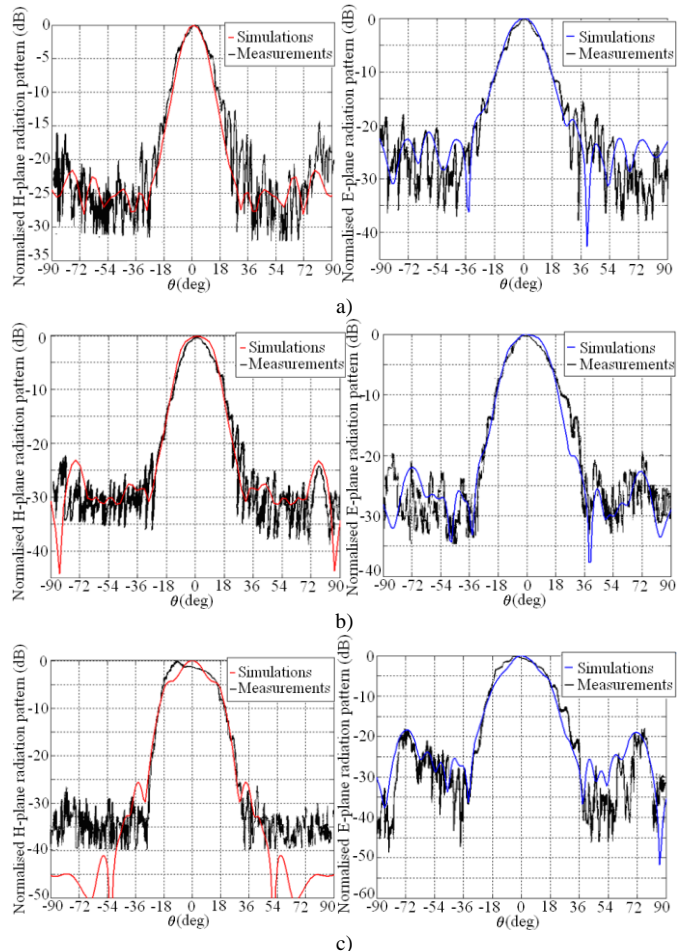 a)
Normalised H-plane radiation pattern (dB)
0
-5
-10
-15
-20
-25
-30
-35
-90 -72 -54 -36 -18 0 18 36 54 72 90
θ(deg)
Simulations
Measurements
Normalised E-plane radiation pattern (dB)
0
-10
-20
-30
-40
-90 -72 -54 -36 -18 0 18 36 54 72 90
θ(deg)
Simulations
Measurements
a)
Normalised H-plane radiation pattern (dB)
0
-10
-20
-30
-40
-90 -72 -54 -36 -18 0 18 36 54 72 90
θ(deg)
Simulations
Measurements
Normalised E-plane radiation pattern (dB)
0
-10
-20
-30
-40
-90 -72 -54 -36 -18 0 18 36 54 72 90
θ(deg)
Simulations
Measurements
b)
Normalised H-plane radiation pattern (dB)
0
-10
-20
-30
-40
-50
-90 -72 -54 -36 -18 0 18 36 54 72 90
θ(deg)
Simulations
Measurements
Normalised E-plane radiation pattern (dB)
0
-10
-20
-30
-40
-50
-60
-90 -72 -54 -36 -18 0 18 36 54 72 90
θ(deg)
Simulations
Measurements
c)